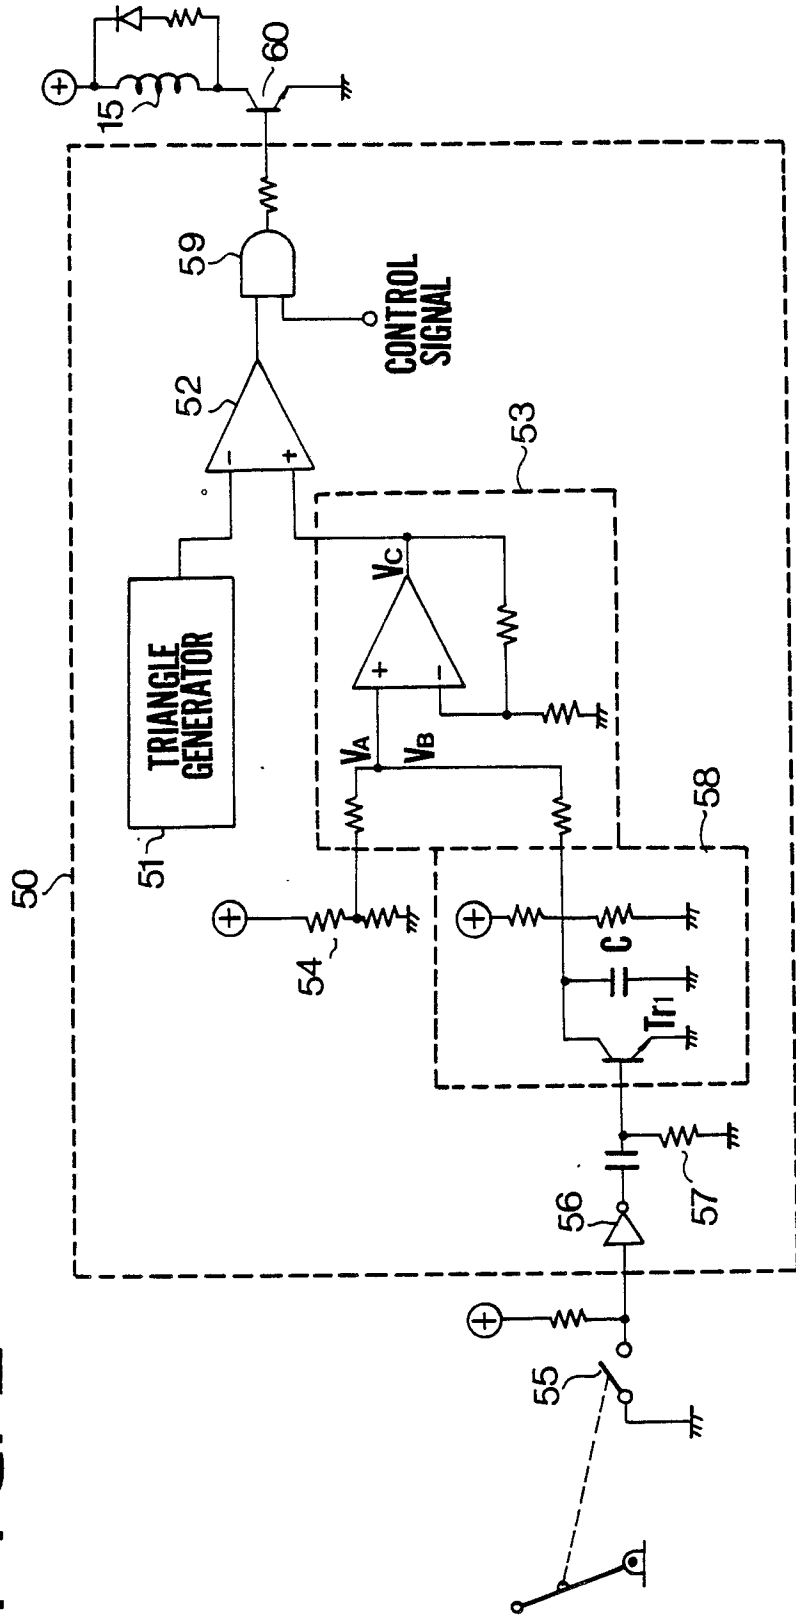 50
51
TRIANGLE
GENERATOR
52
59
60
15
CONTROL
SIGNAL
53
54
VA
VB
VC
+
−
58
C
Tr1
55
56
57